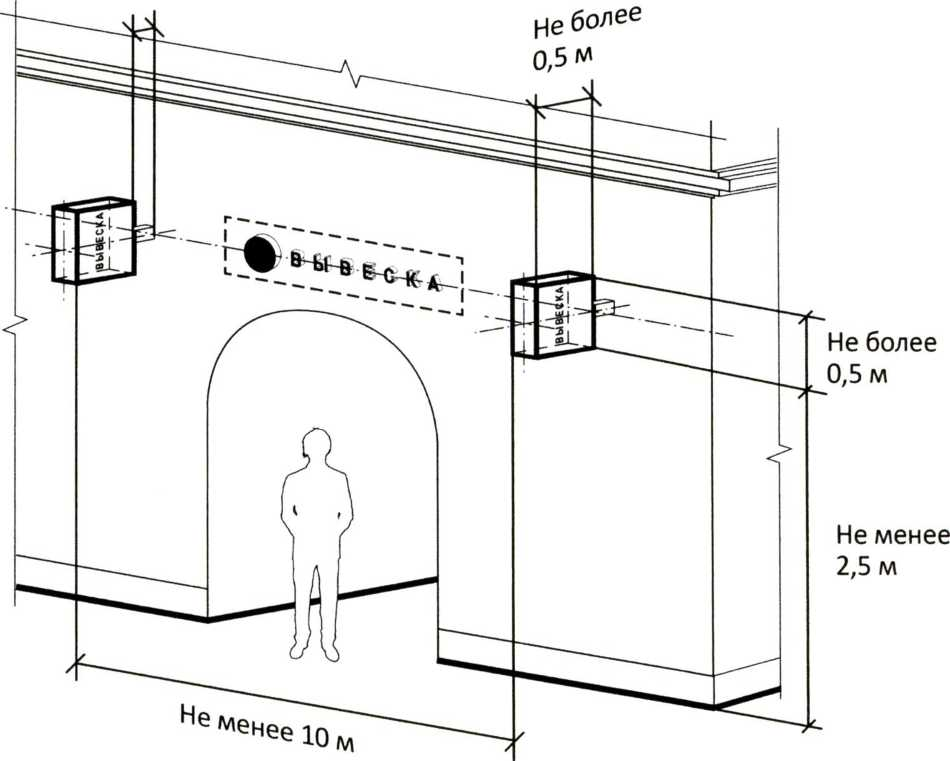 Не более
0,5 м
ВЫВЕСКА
ВЫВЕСКА
ВЫВЕСКА
Не более
0,5 м
Не менее
2,5 м
Не менее 10 м